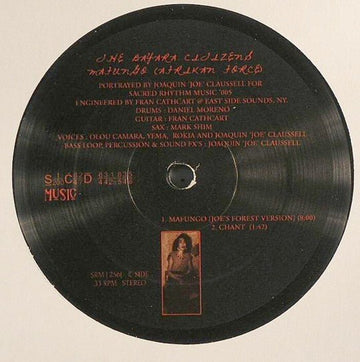 THE BAYARA CITIZENS
MAFUNGO (AFRIKAN FORCE)
PORTRAYED BY JOAQUIN 'JOE' CLAUSSELL FOR
SACRED RHYTHM MUSIC '005
ENGINEERED BY FRAN CATHCART @ EAST SIDE SOUNDS, NY.
DRUMS : DANIEL MORENO
GUITAR : FRAN CATHCART
SAX : MARK SHIM
VOICES : OLOU CAMARA, YEMA, ROKIA AND JOAQUIN 'JOE' CLAUSSELL
BASS LOOP, PERCUSSION & SOUND FX'S : JOAQUIN 'JOE' CLAUSSELL
MUSIC
1. MAFUNGO [JOE'S FOREST VERSION] (8:00)
2. CHANT (1:42)
C SIDE
33 RPM STEREO